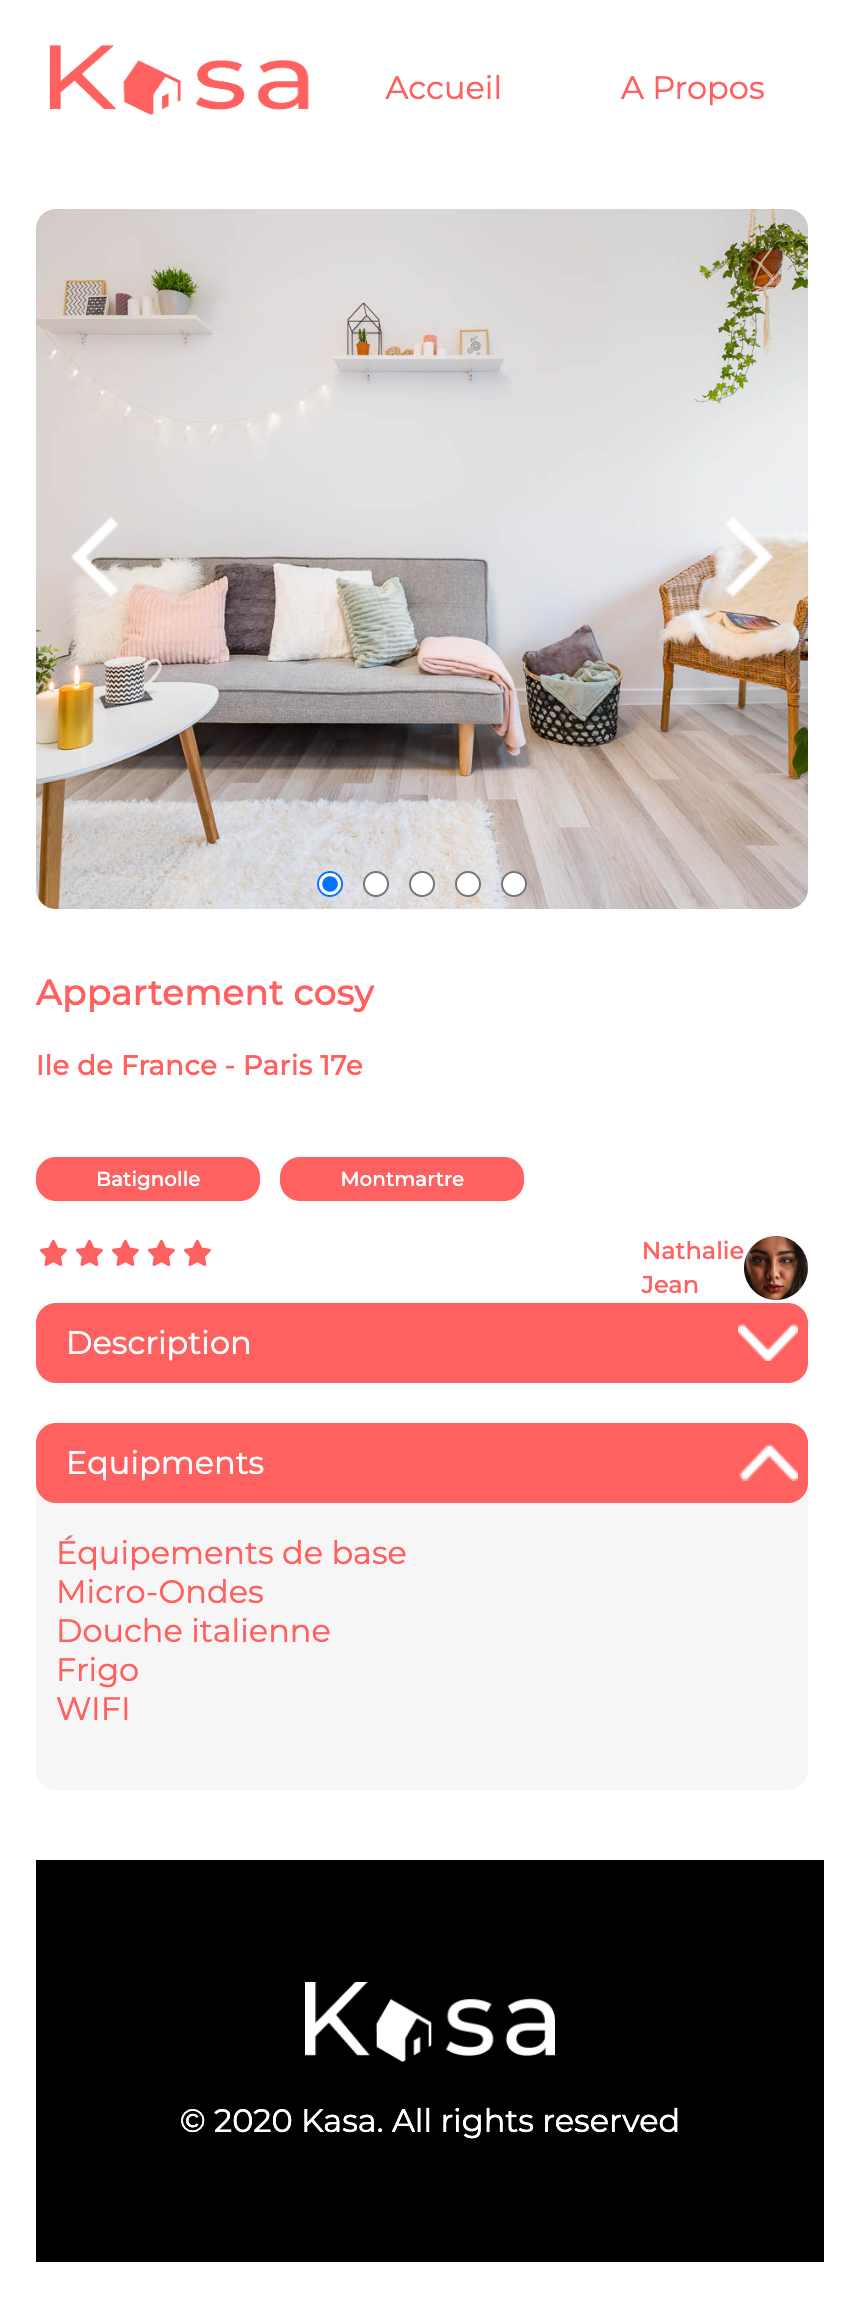 Kasa
Accueil
A Propos
Appartement cosy
Ile de France - Paris 17e
Batignolle
Montmartre
Nathalie
Jean
Description
Equipments
Équipements de base
Micro-Ondes
Douche italienne
Frigo
WIFI
Kasa
© 2020 Kasa. All rights reserved